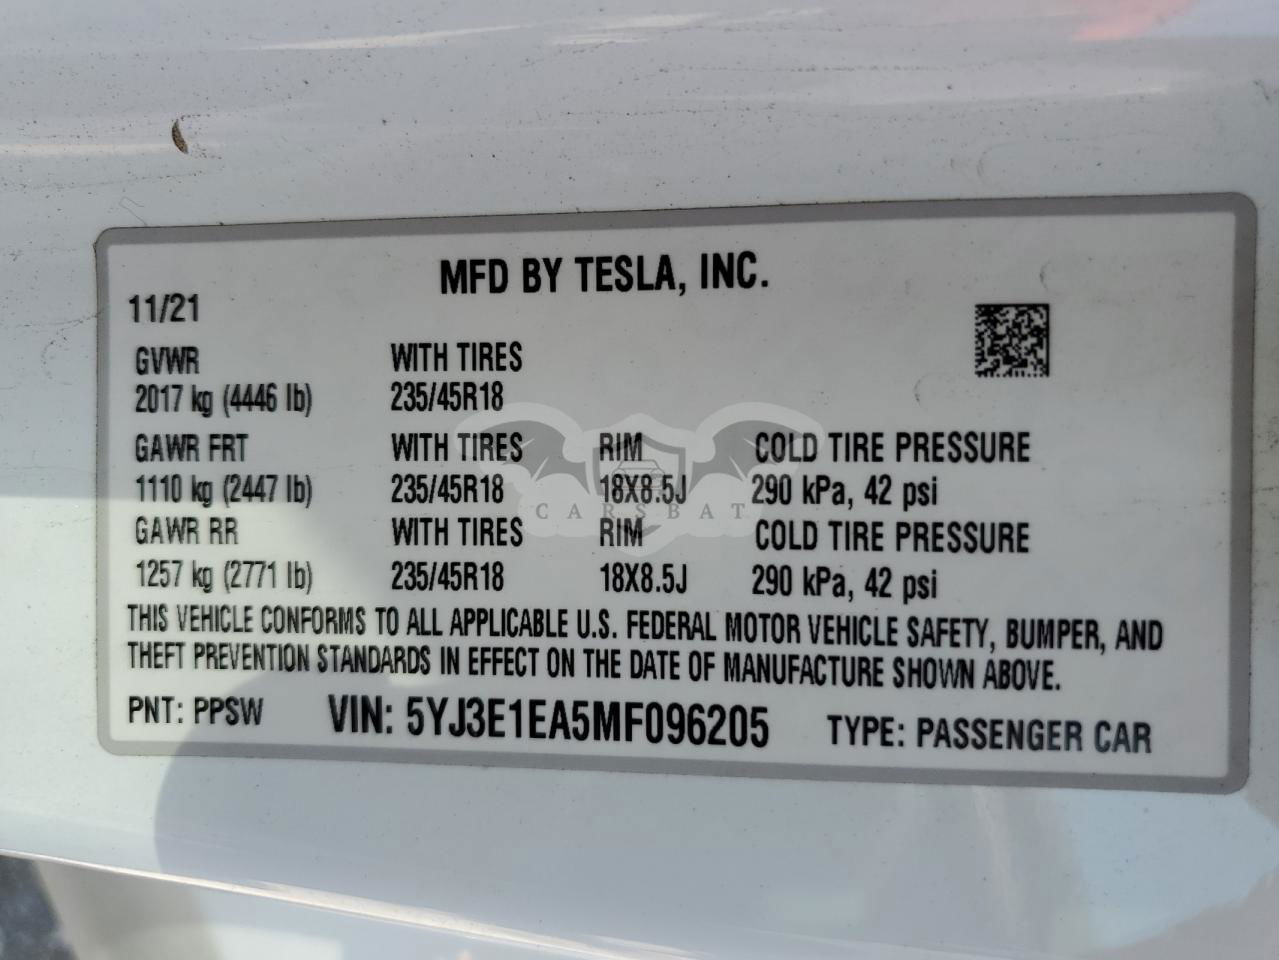 MFD BY TESLA, INC.
11/21
GVWR WITH TIRES
2017 kg (4446 lb) 235/45R18
GAWR FRT WITH TIRES RIM COLD TIRE PRESSURE
1110 kg (2447 lb) 235/45R18 18X8.5J 290 kPa, 42 psi
CARSBAT
GAWR RR WITH TIRES RIM COLD TIRE PRESSURE
1257 kg (2771 lb) 235/45R18 18X8.5J 290 kPa, 42 psi
THIS VEHICLE CONFORMS TO ALL APPLICABLE U.S. FEDERAL MOTOR VEHICLE SAFETY, BUMPER, AND
THEFT PREVENTION STANDARDS IN EFFECT ON THE DATE OF MANUFACTURE SHOWN ABOVE.
PNT: PPSW VIN: 5YJ3E1EA5MF096205 TYPE: PASSENGER CAR